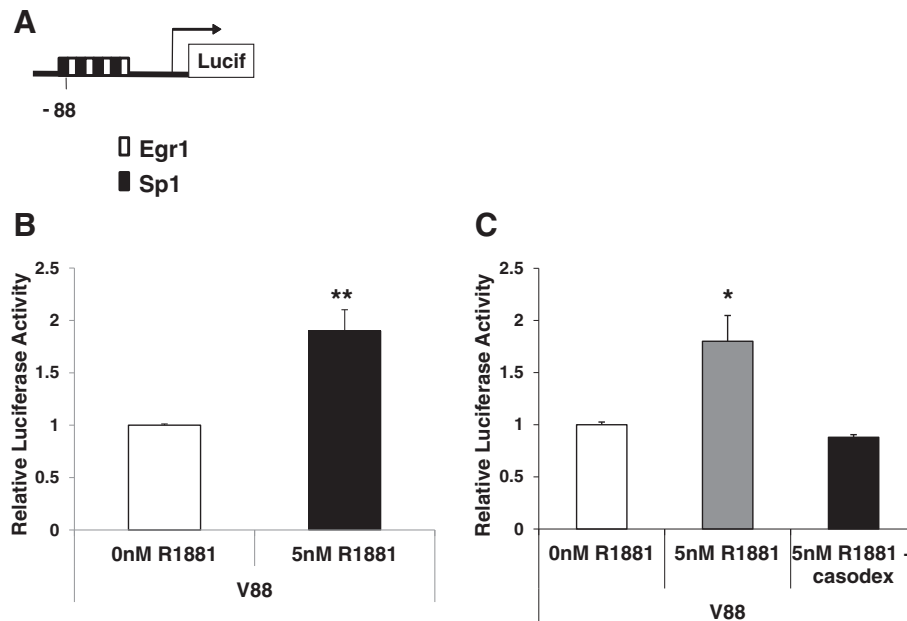 A
Lucif
- 88
Egr1
Sp1
B
Relative Luciferase Activity
2.5
2
1.5
1
0.5
0
**
0nM R1881
5nM R1881
V88
C
Relative Luciferase Activity
2.5
2
1.5
1
0.5
0
*
0nM R1881
5nM R1881
5nM R1881 -
casodex
V88